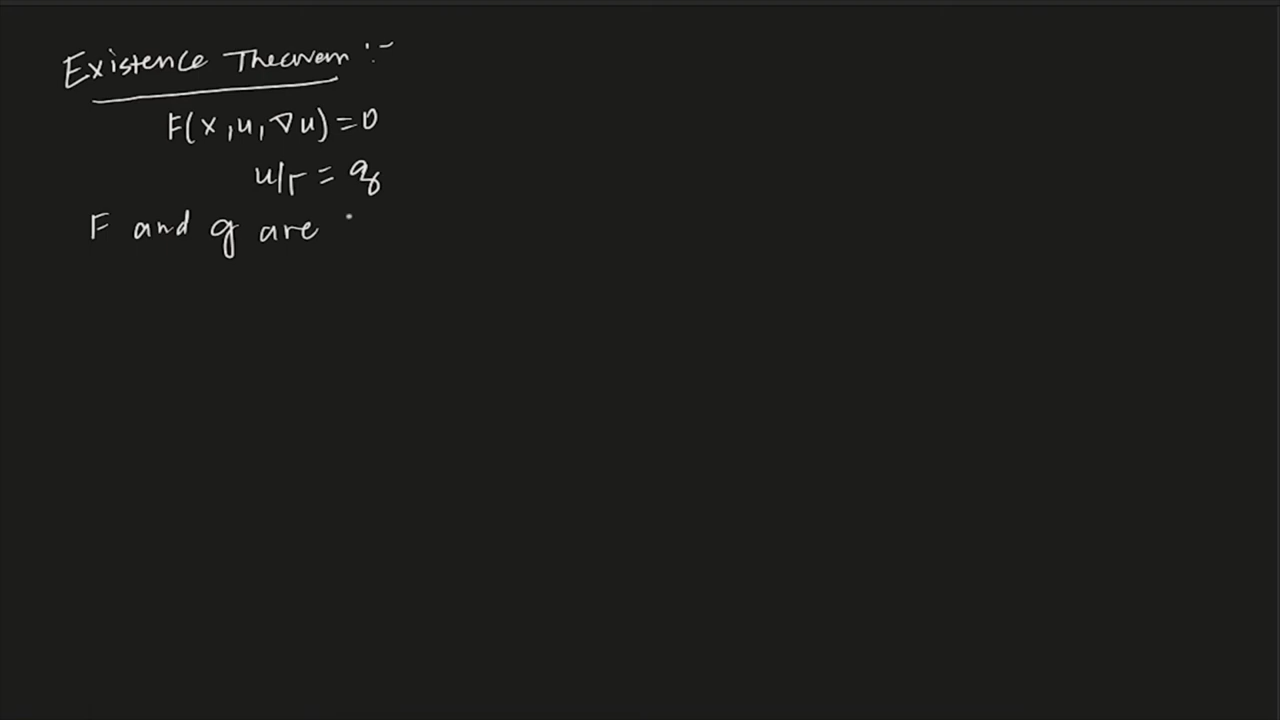 Existence Theorem :-
F(x, u, ∇u) = 0
u/Γ = g
F and g are